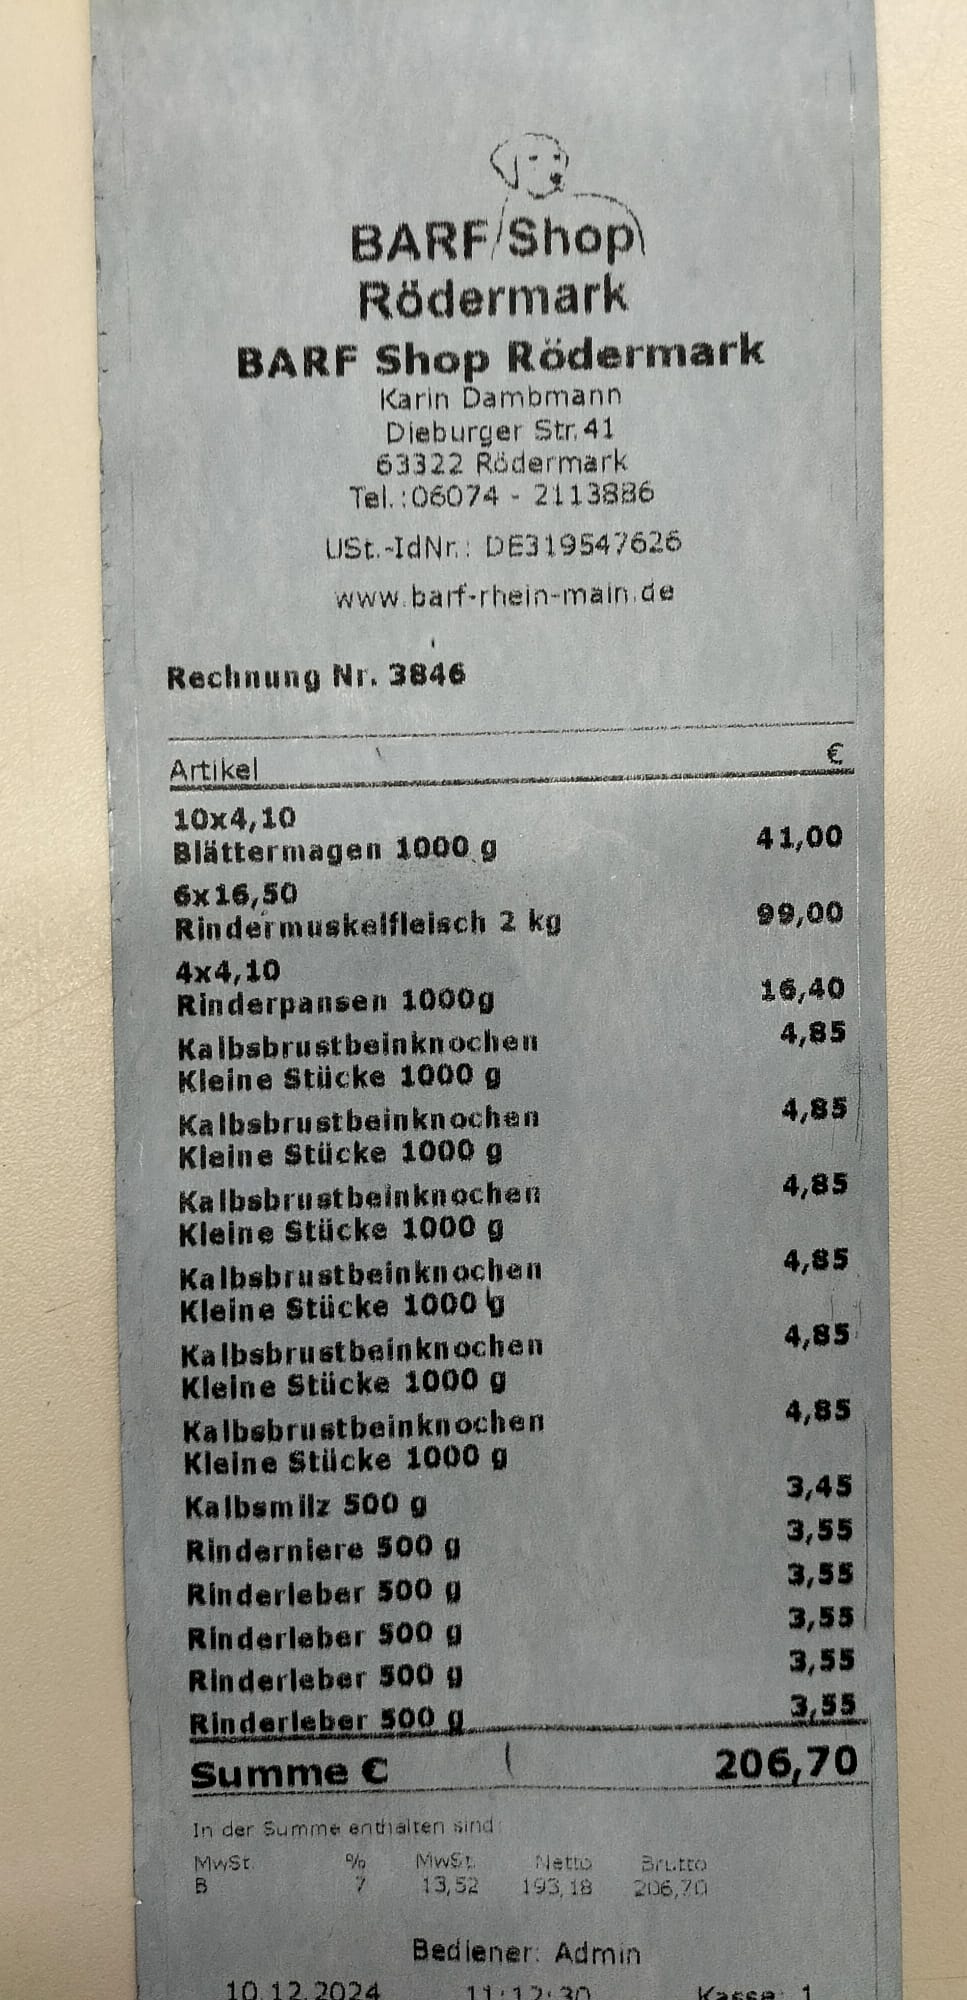 BARF Shop
Rödermark
BARF Shop Rödermark
Karin Dambmann
Dieburger Str. 41
63322 Rödermark
Tel.:06074 - 2113886
USt.-IdNr.: DE319547626
www.barf-rhein-main.de
Rechnung Nr. 3846
Artikel €
10x4,10
Blättermagen 1000 g 41,00
6x16,50
Rindermuskelfleisch 2 kg 99,00
4x4,10
Rinderpansen 1000g 16,40
Kalbsbrustbeinknochen 4,85
Kleine Stücke 1000 g
Kalbsbrustbeinknochen 4,85
Kleine Stücke 1000 g
Kalbsbrustbeinknochen 4,85
Kleine Stücke 1000 g
Kalbsbrustbeinknochen 4,85
Kleine Stücke 1000 g
Kalbsbrustbeinknochen 4,85
Kleine Stücke 1000 g
Kalbsbrustbeinknochen 4,85
Kleine Stücke 1000 g
Kalbsmilz 500 g 3,45
Rinderniere 500 g 3,55
Rinderleber 500 g 3,55
Rinderleber 500 g 3,55
Rinderleber 500 g 3,55
Rinderleber 500 g 3,55
Summe € 206,70
In der Summe enthalten sind:
MwSt. % MwSt. Netto Brutto
B 7 13,52 193,18 206,70
Bediener: Admin
10.12.2024 11:12:30 Kasse: 1